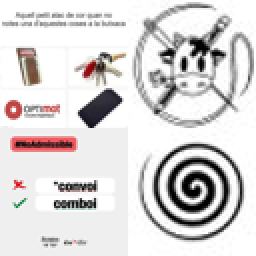 Aquell petit atac de cor quan no
notes una d'aquestes coses a la butxaca
OPTIMOT
#NoAdmissible
*convoi
comboi